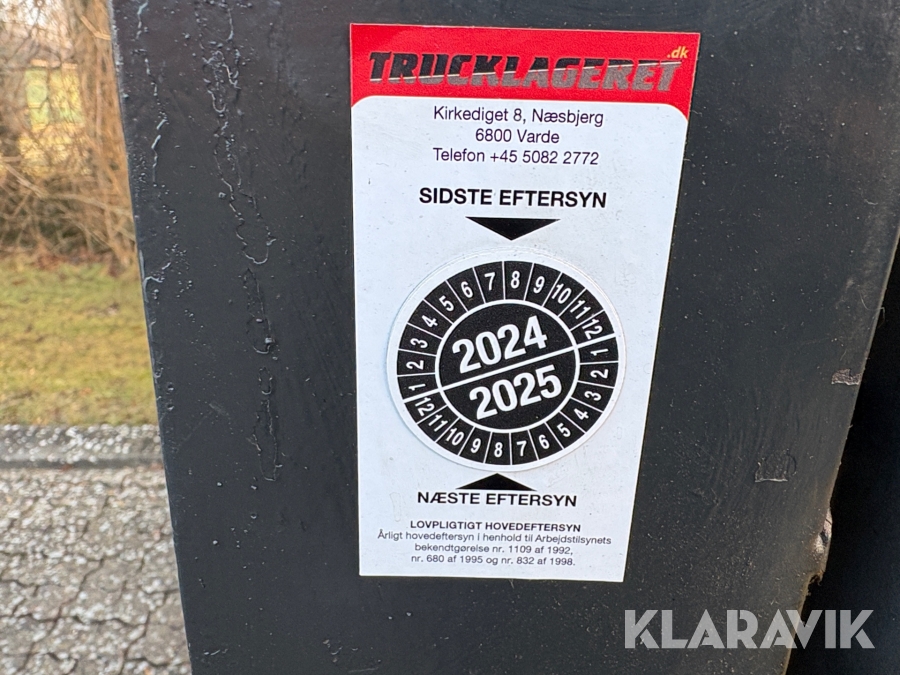 TRUCKLAGERET.dk
Kirkediget 8, Næsbjerg
6800 Varde
Telefon +45 5082 2772
SIDSTE EFTERSYN
1 2 3 4 5 6 7 8 9 10 11 12
2024
2025
1 2 3 4 5 6 7 8 9 10 11 12
NÆSTE EFTERSYN
LOVPLIGTIGT HOVEDEFTERSYN
Årligt hovedeftersyn i henhold til Arbejdstilsynets
bekendtgørelse nr. 1109 af 1992,
nr. 680 af 1995 og nr. 832 af 1998.
KLARAVIK